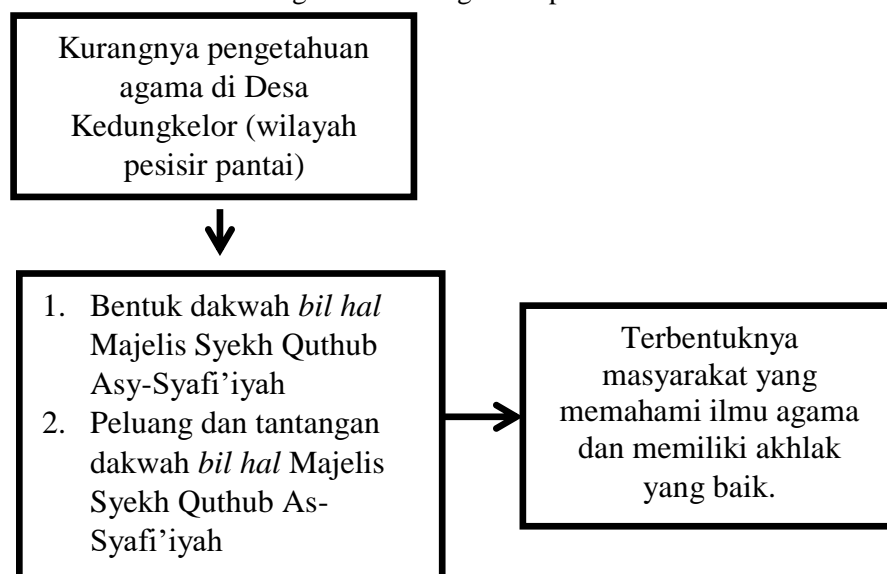 Kurangnya pengetahuan
agama di Desa
Kedungkelor (wilayah
pesisir pantai)
1. Bentuk dakwah bil hal
Majelis Syekh Quthub
Asy-Syafi’iyah
2. Peluang dan tantangan
dakwah bil hal Majelis
Syekh Quthub As-
Syafi’iyah
Terbentuknya
masyarakat yang
memahami ilmu agama
dan memiliki akhlak
yang baik.